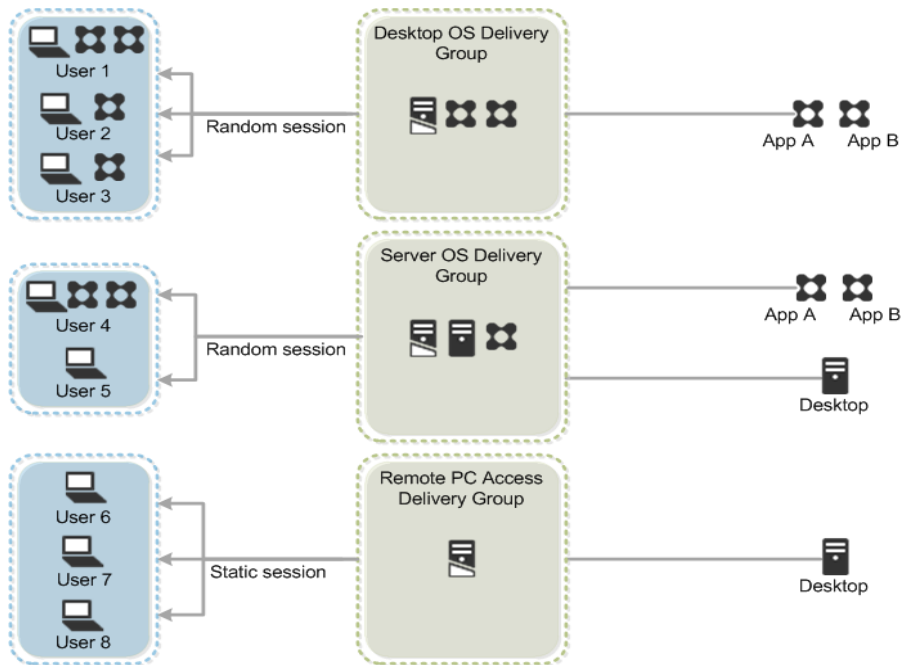 User 1
User 2
User 3
Random session
Desktop OS Delivery
Group
App A
App B
User 4
User 5
Random session
Server OS Delivery
Group
App A
App B
Desktop
User 6
User 7
User 8
Static session
Remote PC Access
Delivery Group
Desktop